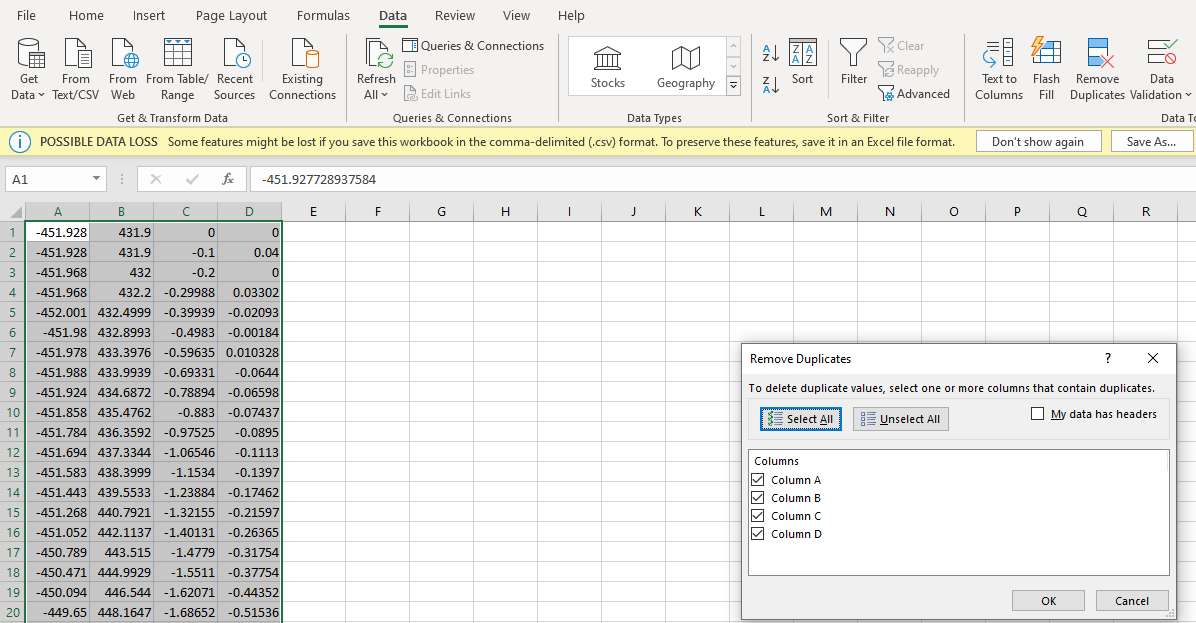 File Home Insert Page Layout Formulas Data Review View Help
Get Data From Text/CSV From Web From Table/ Range Recent Sources Existing Connections
Refresh All Queries & Connections
Properties
Edit Links
Stocks Geography
Sort Filter Clear
Reapply
Advanced
Text to Columns Flash Fill Remove Duplicates Data Validation
Get & Transform Data Queries & Connections Data Types Sort & Filter Data To
POSSIBLE DATA LOSS Some features might be lost if you save this workbook in the comma-delimited (.csv) format. To preserve these features, save it in an Excel file format. Don't show again Save As...
A1 fx -451.927728937584
A B C D E F G H I J K L M N O P Q R
1 -451.928 431.9 0 0
2 -451.928 431.9 -0.1 0.04
3 -451.968 432 -0.2 0
4 -451.968 432.2 -0.29988 0.03302
5 -452.001 432.4999 -0.39939 -0.02093
6 -451.98 432.8993 -0.4983 -0.00184
7 -451.978 433.3976 -0.59635 0.010328
8 -451.988 433.9939 -0.69331 -0.0644
9 -451.924 434.6872 -0.78894 -0.06598
10 -451.858 435.4762 -0.883 -0.07437
11 -451.784 436.3592 -0.97525 -0.0895
12 -451.694 437.3344 -1.06546 -0.1113
13 -451.583 438.3999 -1.1534 -0.1397
14 -451.443 439.5533 -1.23884 -0.17462
15 -451.268 440.7921 -1.32155 -0.21597
16 -451.052 442.1137 -1.40131 -0.26365
17 -450.789 443.515 -1.4779 -0.31754
18 -450.471 444.9929 -1.5511 -0.37754
19 -450.094 446.544 -1.62071 -0.44352
20 -449.65 448.1647 -1.68652 -0.51536
Remove Duplicates ?
To delete duplicate values, select one or more columns that contain duplicates.
Select All Unselect All My data has headers
Columns
Column A
Column B
Column C
Column D
OK Cancel